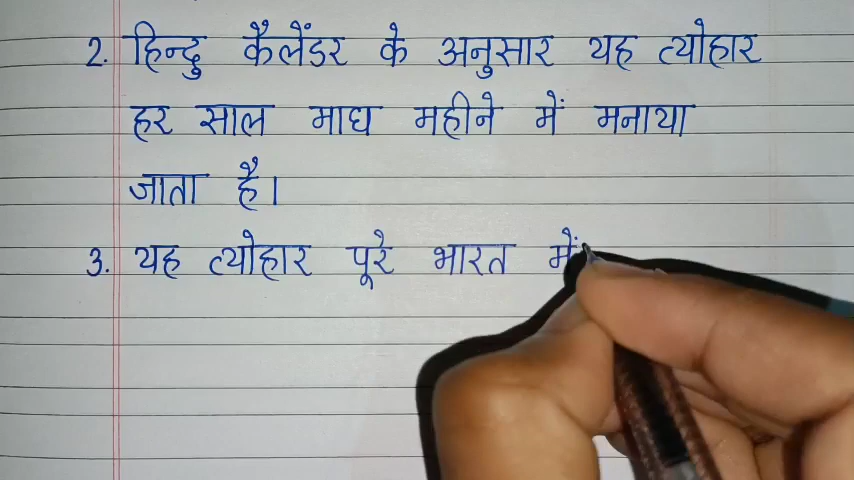 2. हिन्दु कैलेंडर के अनुसार यह त्योहार
हर साल माघ महीने में मनाया
जाता है।
3. यह त्योहार पूरे भारत में